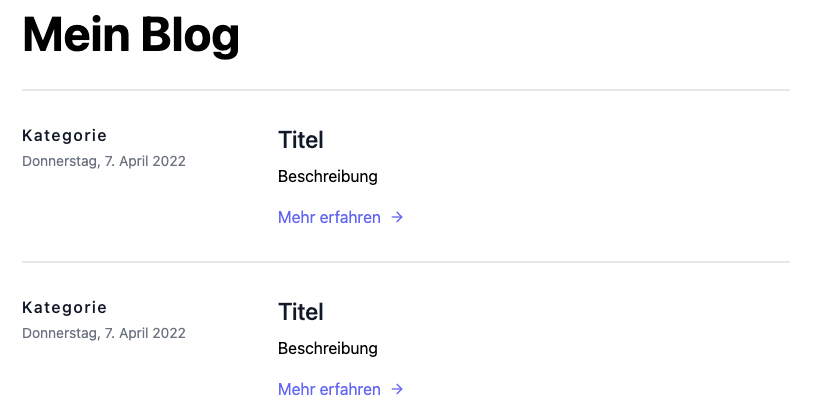 Mein Blog
Kategorie
Donnerstag, 7. April 2022
Titel
Beschreibung
Mehr erfahren →
Kategorie
Donnerstag, 7. April 2022
Titel
Beschreibung
Mehr erfahren →